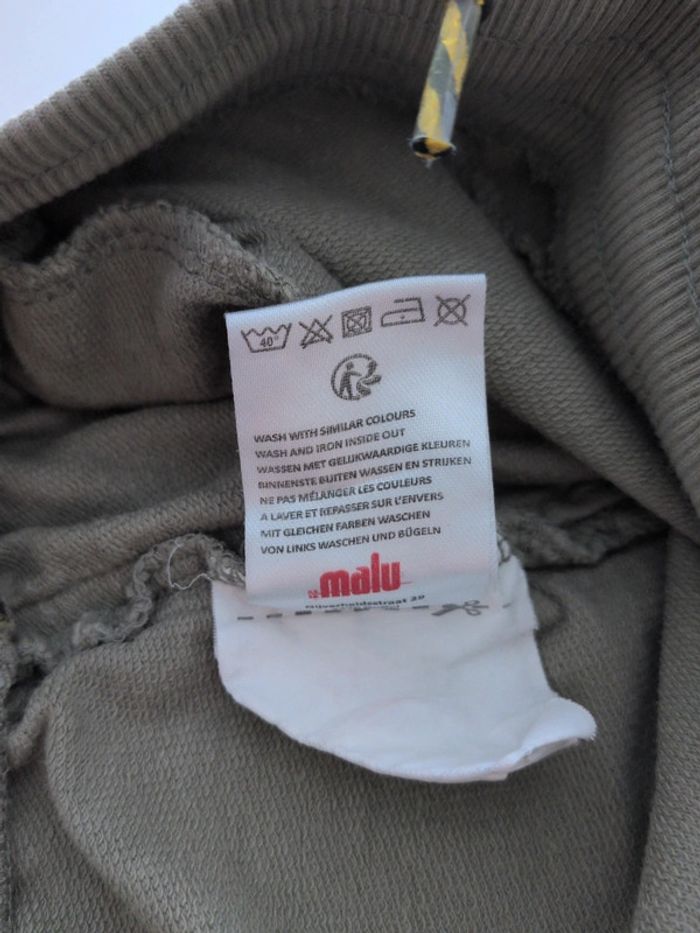 40°
WASH WITH SIMILAR COLOURS
WASH AND IRON INSIDE OUT
WASSEN MET GELIJKWAARDIGE KLEUREN
BINNENSTE BUITEN WASSEN EN STRIJKEN
NE PAS MÉLANGER LES COULEURS
A LAVER ET REPASSER SUR L'ENVERS
MIT GLEICHEN FARBEN WASCHEN
VON LINKS WASCHEN UND BÜGELN
malu
Nijverheidsstraat 29